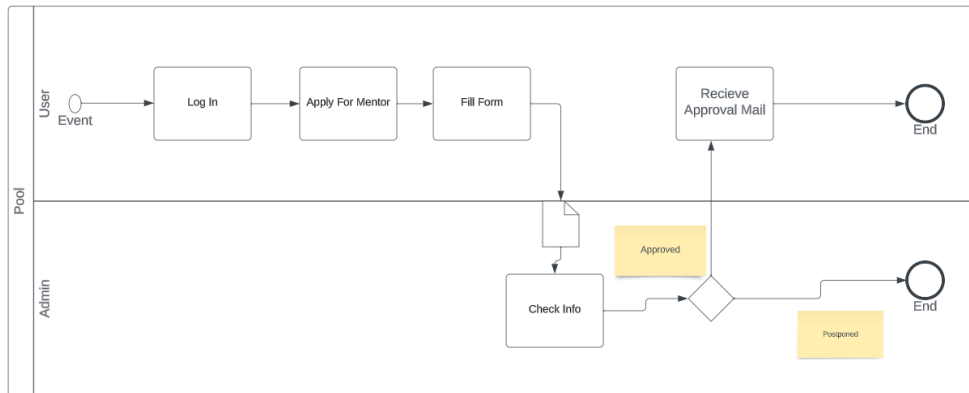 Pool
User
Event
Log In
Apply For Mentor
Fill Form
Recieve
Approval Mail
End
Admin
Check Info
Approved
Postponed
End